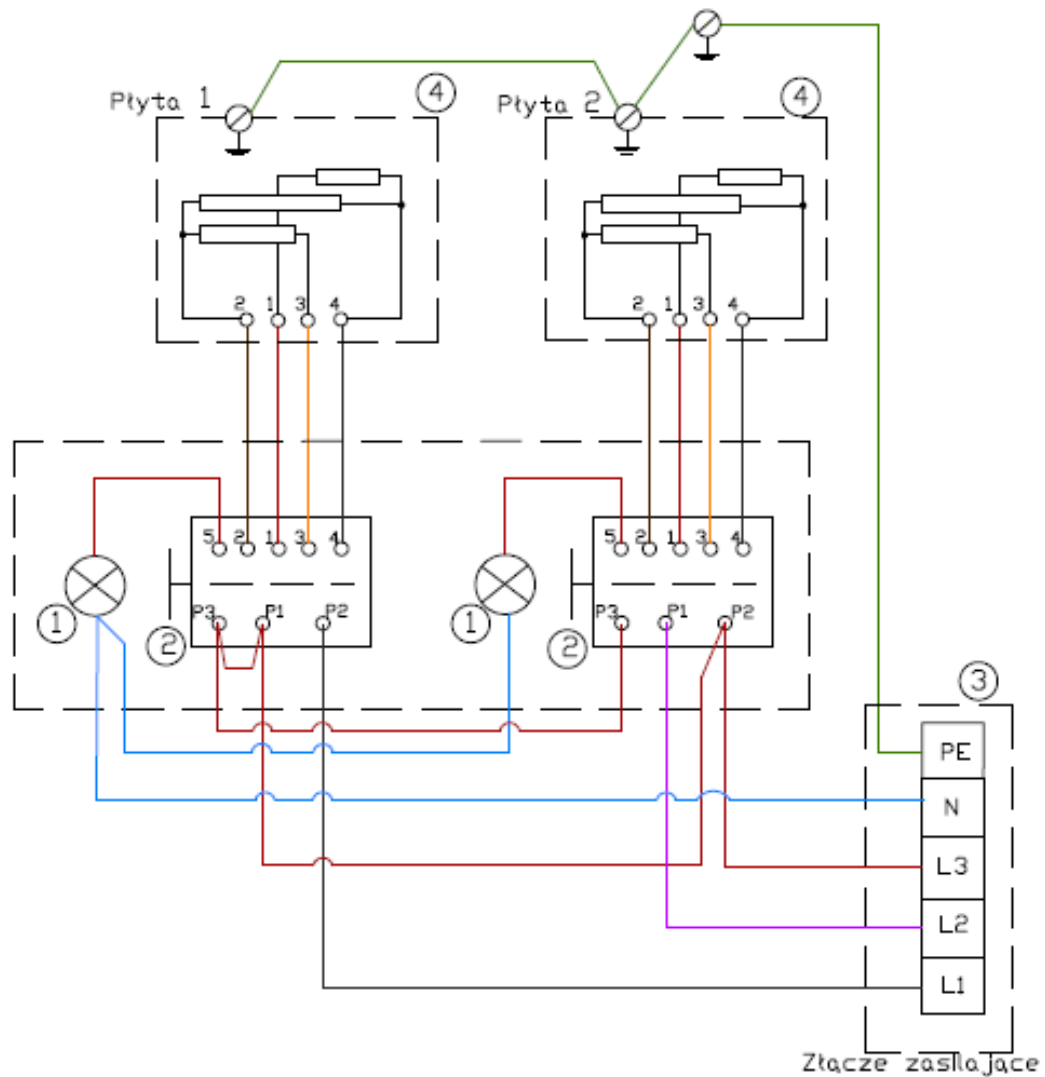 Płyta 1
4
Płyta 2
4
2 1 3 4
2 1 3 4
5 2 1 3 4
5 2 1 3 4
1
P3 P1 P2
2
1
P3 P1 P2
2
3
PE
N
L3
L2
L1
Złącze zasilające